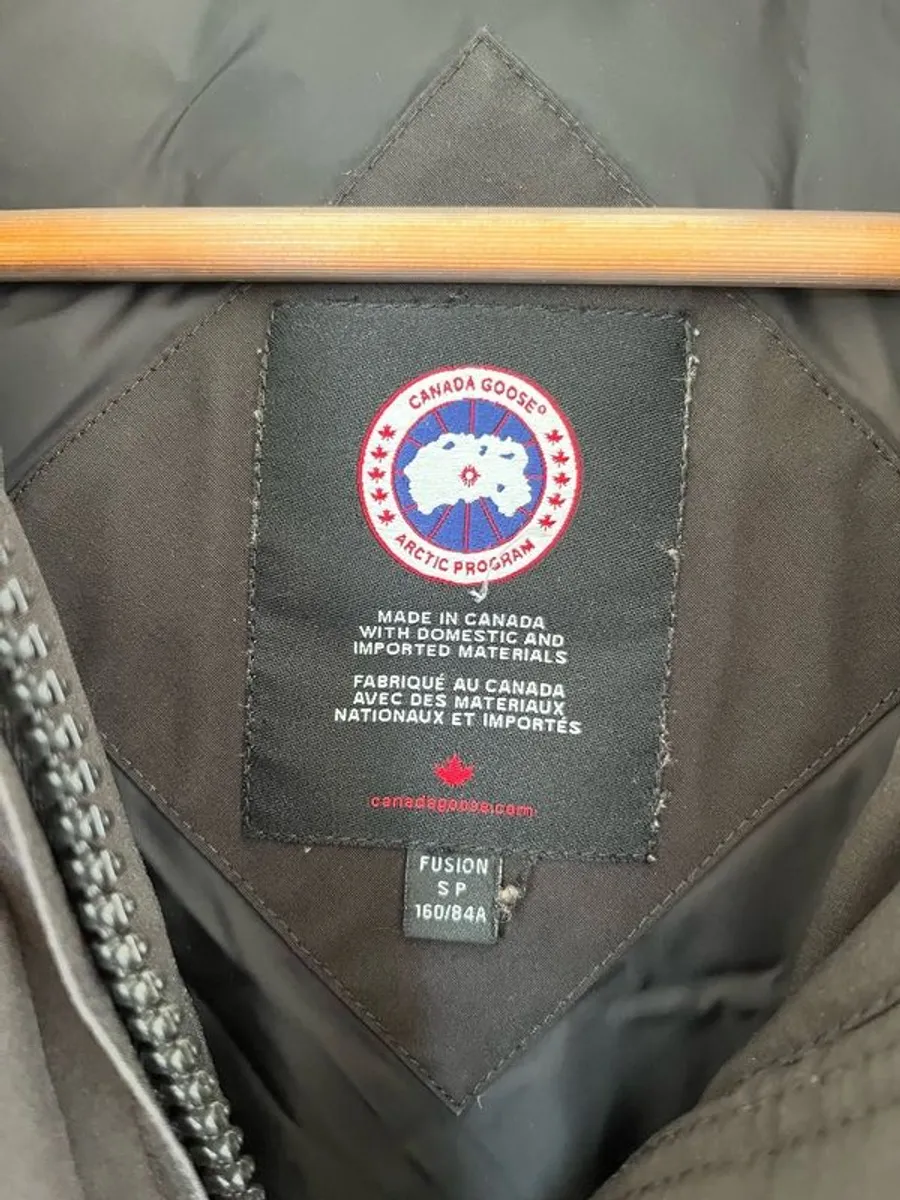 CANADA GOOSE®
ARCTIC PROGRAM
MADE IN CANADA
WITH DOMESTIC AND
IMPORTED MATERIALS
FABRIQUÉ AU CANADA
AVEC DES MATERIAUX
NATIONAUX ET IMPORTÉS
canadagoose.com
FUSION
SP
160/84A